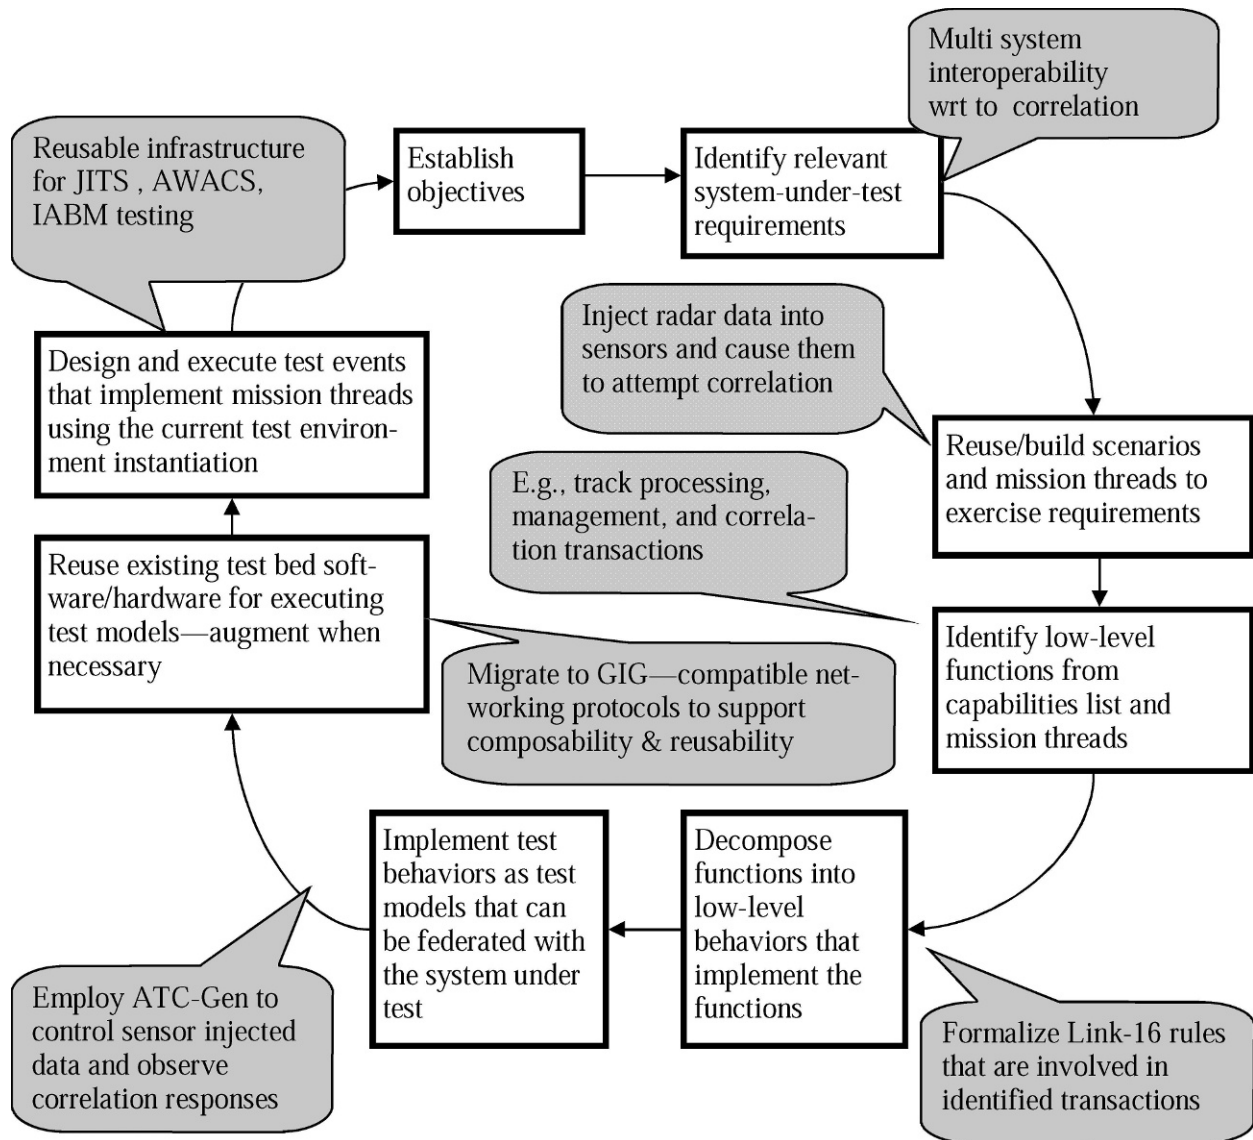 Multi system
interoperability
wrt to correlation
Reusable infrastructure
for JITS , AWACS,
IABM testing
Establish
objectives
Identify relevant
system-under-test
requirements
Inject radar data into
sensors and cause them
to attempt correlation
Design and execute test events
that implement mission threads
using the current test environ-
ment instantiation
Reuse/build scenarios
and mission threads to
exercise requirements
E.g., track processing,
management, and correla-
tion transactions
Reuse existing test bed soft-
ware/hardware for executing
test models—augment when
necessary
Identify low-level
functions from
capabilities list and
mission threads
Migrate to GIG—compatible net-
working protocols to support
composability & reusability
Implement test
behaviors as test
models that can
be federated with
the system under
test
Decompose
functions into
low-level
behaviors that
implement the
functions
Employ ATC-Gen to
control sensor injected
data and observe
correlation responses
Formalize Link-16 rules
that are involved in
identified transactions